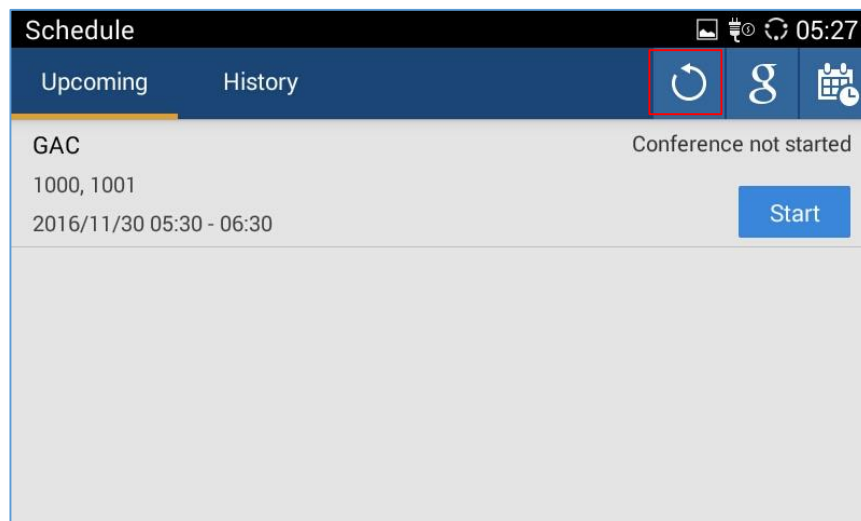 Schedule 05:27
Upcoming History g
GAC Conference not started
1000, 1001
Start
2016/11/30 05:30 - 06:30